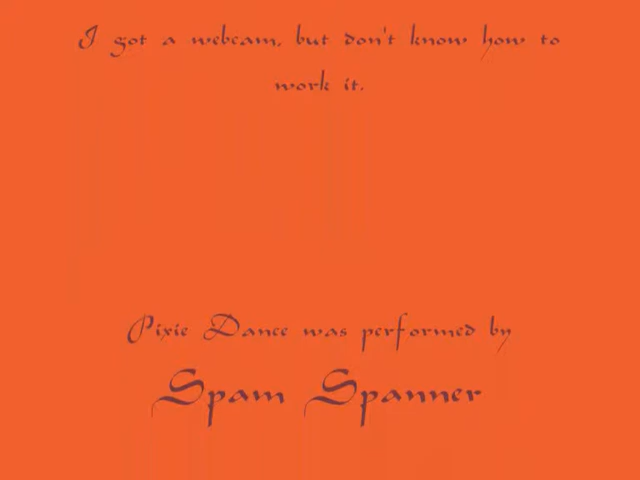 I got a webcam, but don't know how to
work it.
Pixie Dance was performed by
Spam Spanner